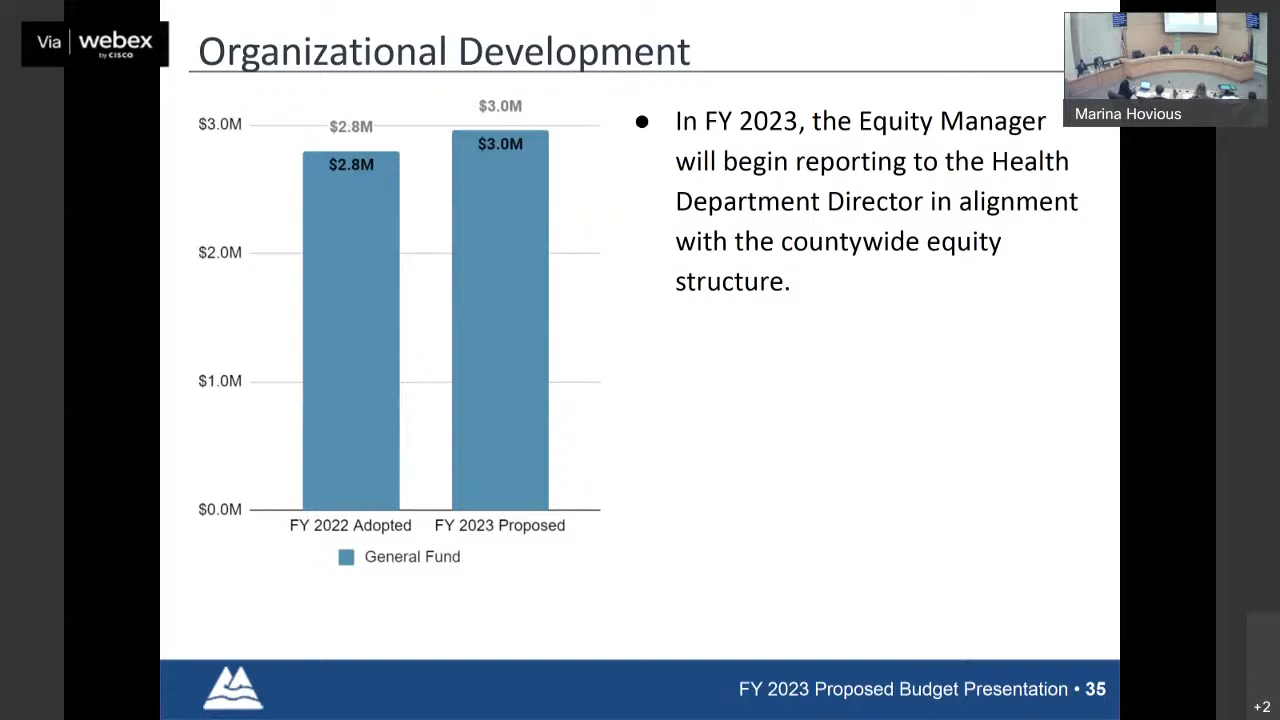 Via webex
by CISCO
Organizational Development
Marina Hovious
$3.0M
$2.8M
$3.0M
$2.8M
$3.0M
$2.0M
$1.0M
$0.0M
FY 2022 Adopted FY 2023 Proposed
General Fund
● In FY 2023, the Equity Manager
will begin reporting to the Health
Department Director in alignment
with the countywide equity
structure.
FY 2023 Proposed Budget Presentation • 35
+2